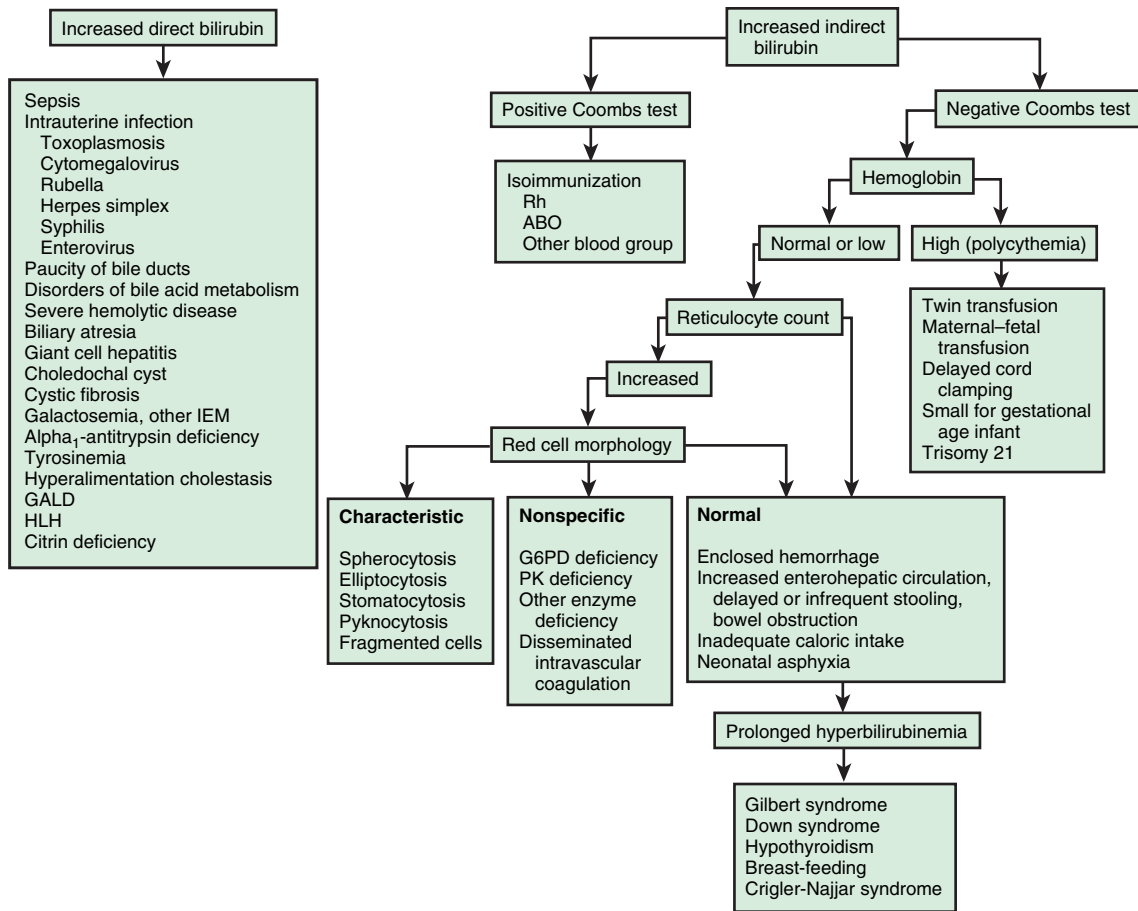 Increased direct bilirubin
Sepsis
Intrauterine infection
Toxoplasmosis
Cytomegalovirus
Rubella
Herpes simplex
Syphilis
Enterovirus
Paucity of bile ducts
Disorders of bile acid metabolism
Severe hemolytic disease
Biliary atresia
Giant cell hepatitis
Choledochal cyst
Cystic fibrosis
Galactosemia, other IEM
Alpha₁-antitrypsin deficiency
Tyrosinemia
Hyperalimentation cholestasis
GALD
HLH
Citrin deficiency
Increased indirect
bilirubin
Positive Coombs test
Isoimmunization
Rh
ABO
Other blood group
Negative Coombs test
Hemoglobin
Normal or low
High (polycythemia)
Twin transfusion
Maternal–fetal
transfusion
Delayed cord
clamping
Small for gestational
age infant
Trisomy 21
Reticulocyte count
Increased
Red cell morphology
Characteristic
Spherocytosis
Elliptocytosis
Stomatocytosis
Pyknocytosis
Fragmented cells
Nonspecific
G6PD deficiency
PK deficiency
Other enzyme
deficiency
Disseminated
intravascular
coagulation
Normal
Enclosed hemorrhage
Increased enterohepatic circulation,
delayed or infrequent stooling,
bowel obstruction
Inadequate caloric intake
Neonatal asphyxia
Prolonged hyperbilirubinemia
Gilbert syndrome
Down syndrome
Hypothyroidism
Breast-feeding
Crigler-Najjar syndrome